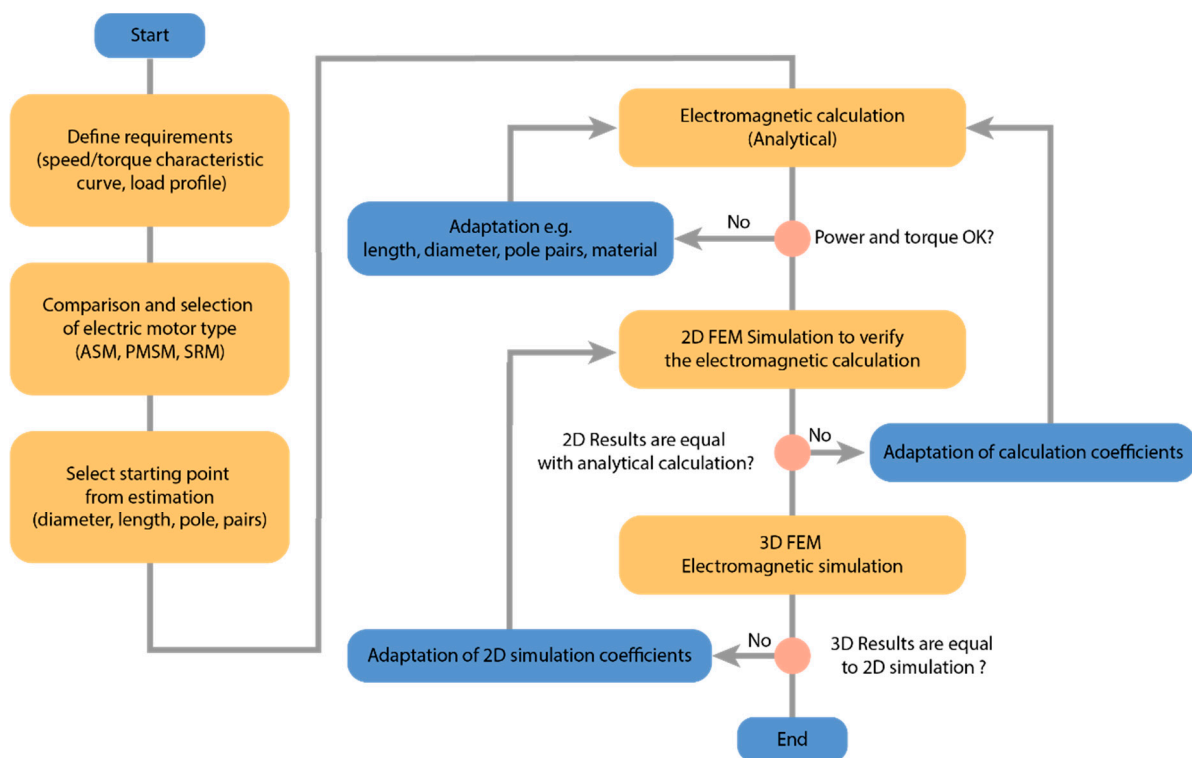 Start
Define requirements
(speed/torque characteristic
curve, load profile)
Comparison and selection
of electric motor type
(ASM, PMSM, SRM)
Select starting point
from estimation
(diameter, length, pole, pairs)
Electromagnetic calculation
(Analytical)
No
Power and torque OK?
Adaptation e.g.
length, diameter, pole pairs, material
2D FEM Simulation to verify
the electromagnetic calculation
2D Results are equal
with analytical calculation?
No
Adaptation of calculation coefficients
3D FEM
Electromagnetic simulation
No
3D Results are equal
to 2D simulation ?
Adaptation of 2D simulation coefficients
End